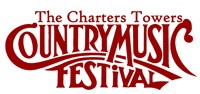 The Charters Towers
COUNTRY MUSIC
FESTiVAL